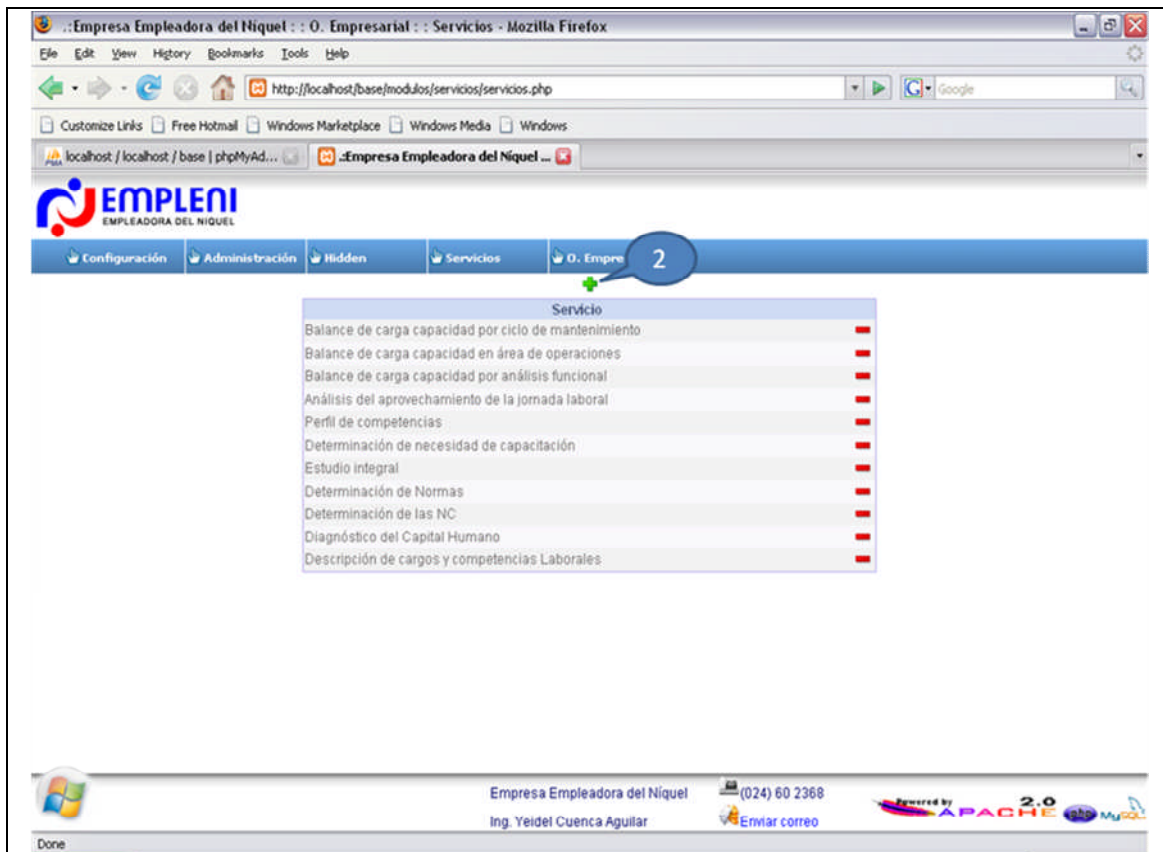 .:Empresa Empleadora del Níquel : : O. Empresarial : : Servicios - Mozilla Firefox
File Edit View History Bookmarks Tools Help
http://localhost/base/modulos/servicios/servicios.php G Google
Customize Links Free Hotmail Windows Marketplace Windows Media Windows
localhost / localhost / base | phpMyAd... .:Empresa Empleadora del Níquel ...
EMPLENI
EMPLEADORA DEL NIQUEL
Configuración Administración Hidden Servicios O. Empre 2
Servicio
Balance de carga capacidad por ciclo de mantenimiento
Balance de carga capacidad en área de operaciones
Balance de carga capacidad por análisis funcional
Análisis del aprovechamiento de la jornada laboral
Perfil de competencias
Determinación de necesidad de capacitación
Estudio integral
Determinación de Normas
Determinación de las NC
Diagnóstico del Capital Humano
Descripción de cargos y competencias Laborales
Empresa Empleadora del Níquel (024) 60 2368
Powered by APACHE 2.0 php MySQL
Ing. Yeidel Cuenca Aguilar Enviar correo
Done